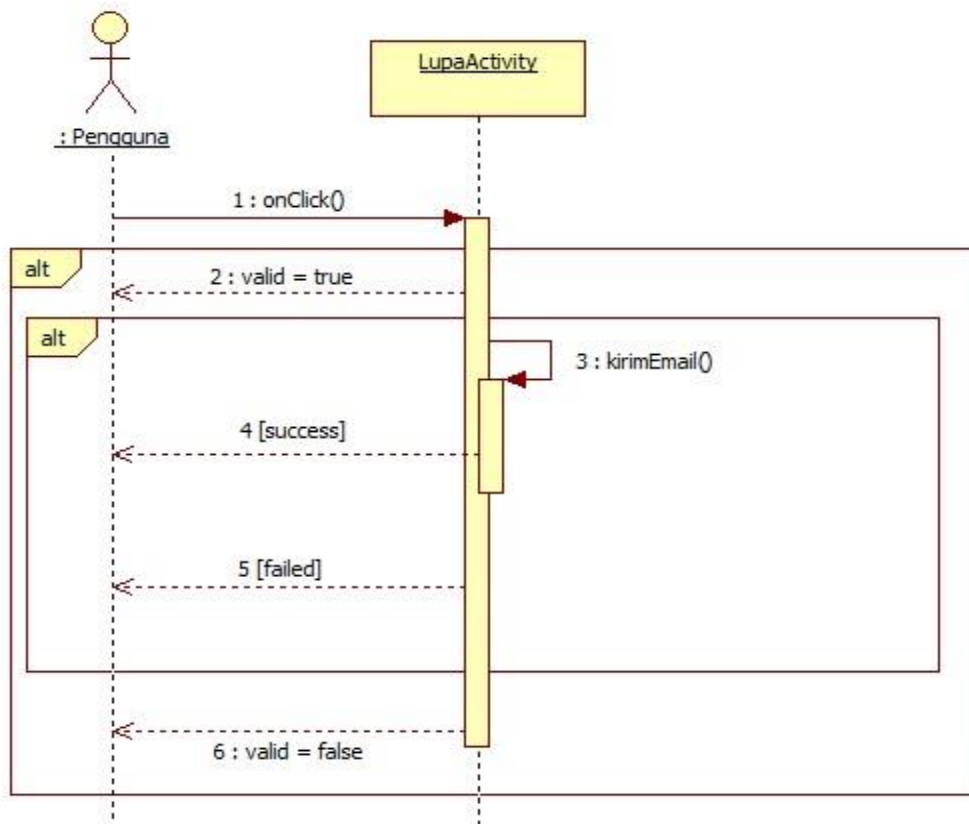 LupaActivity
: Pengguna
1 : onClick()
alt
2 : valid = true
alt
3 : kirimEmail()
4 [success]
5 [failed]
6 : valid = false